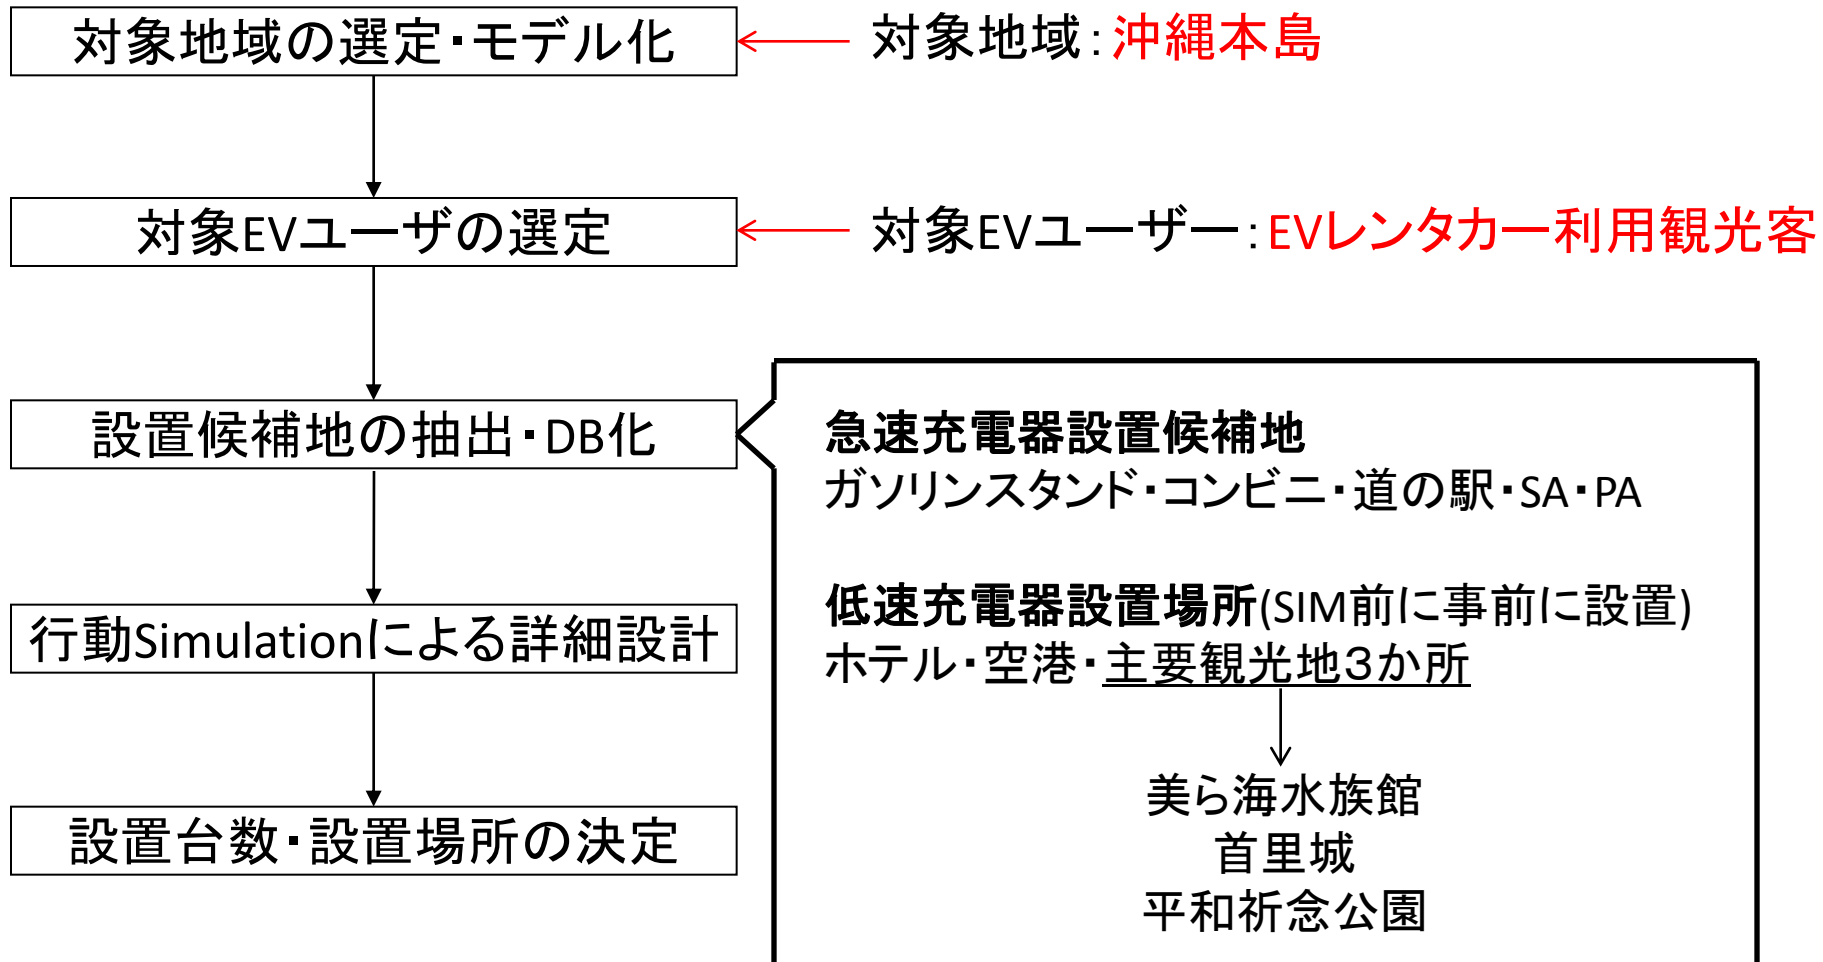 対象地域の選定・モデル化
対象地域：沖縄本島
対象EVユーザの選定
対象EVユーザー：EVレンタカー利用観光客
設置候補地の抽出・DB化
急速充電器設置候補地
ガソリンスタンド・コンビニ・道の駅・SA・PA
低速充電器設置場所(SIM前に事前に設置)
ホテル・空港・主要観光地３か所
美ら海水族館
首里城
平和祈念公園
行動Simulationによる詳細設計
設置台数・設置場所の決定